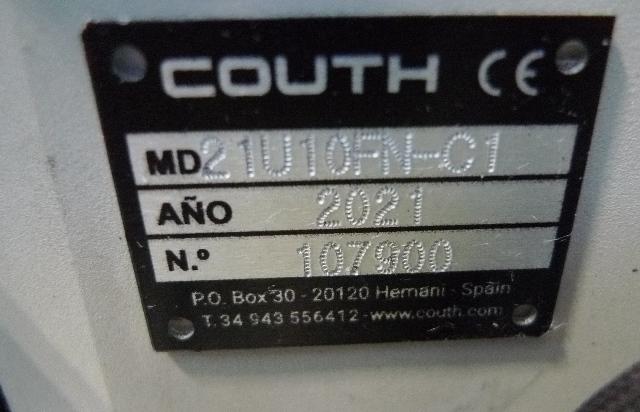 COUTH CE
MD 21U10FN-C1
AÑO 2021
N.º 107900
P.O. Box 30 - 20120 Hernani - Spain
T. 34 943 556412 - www.couth.com